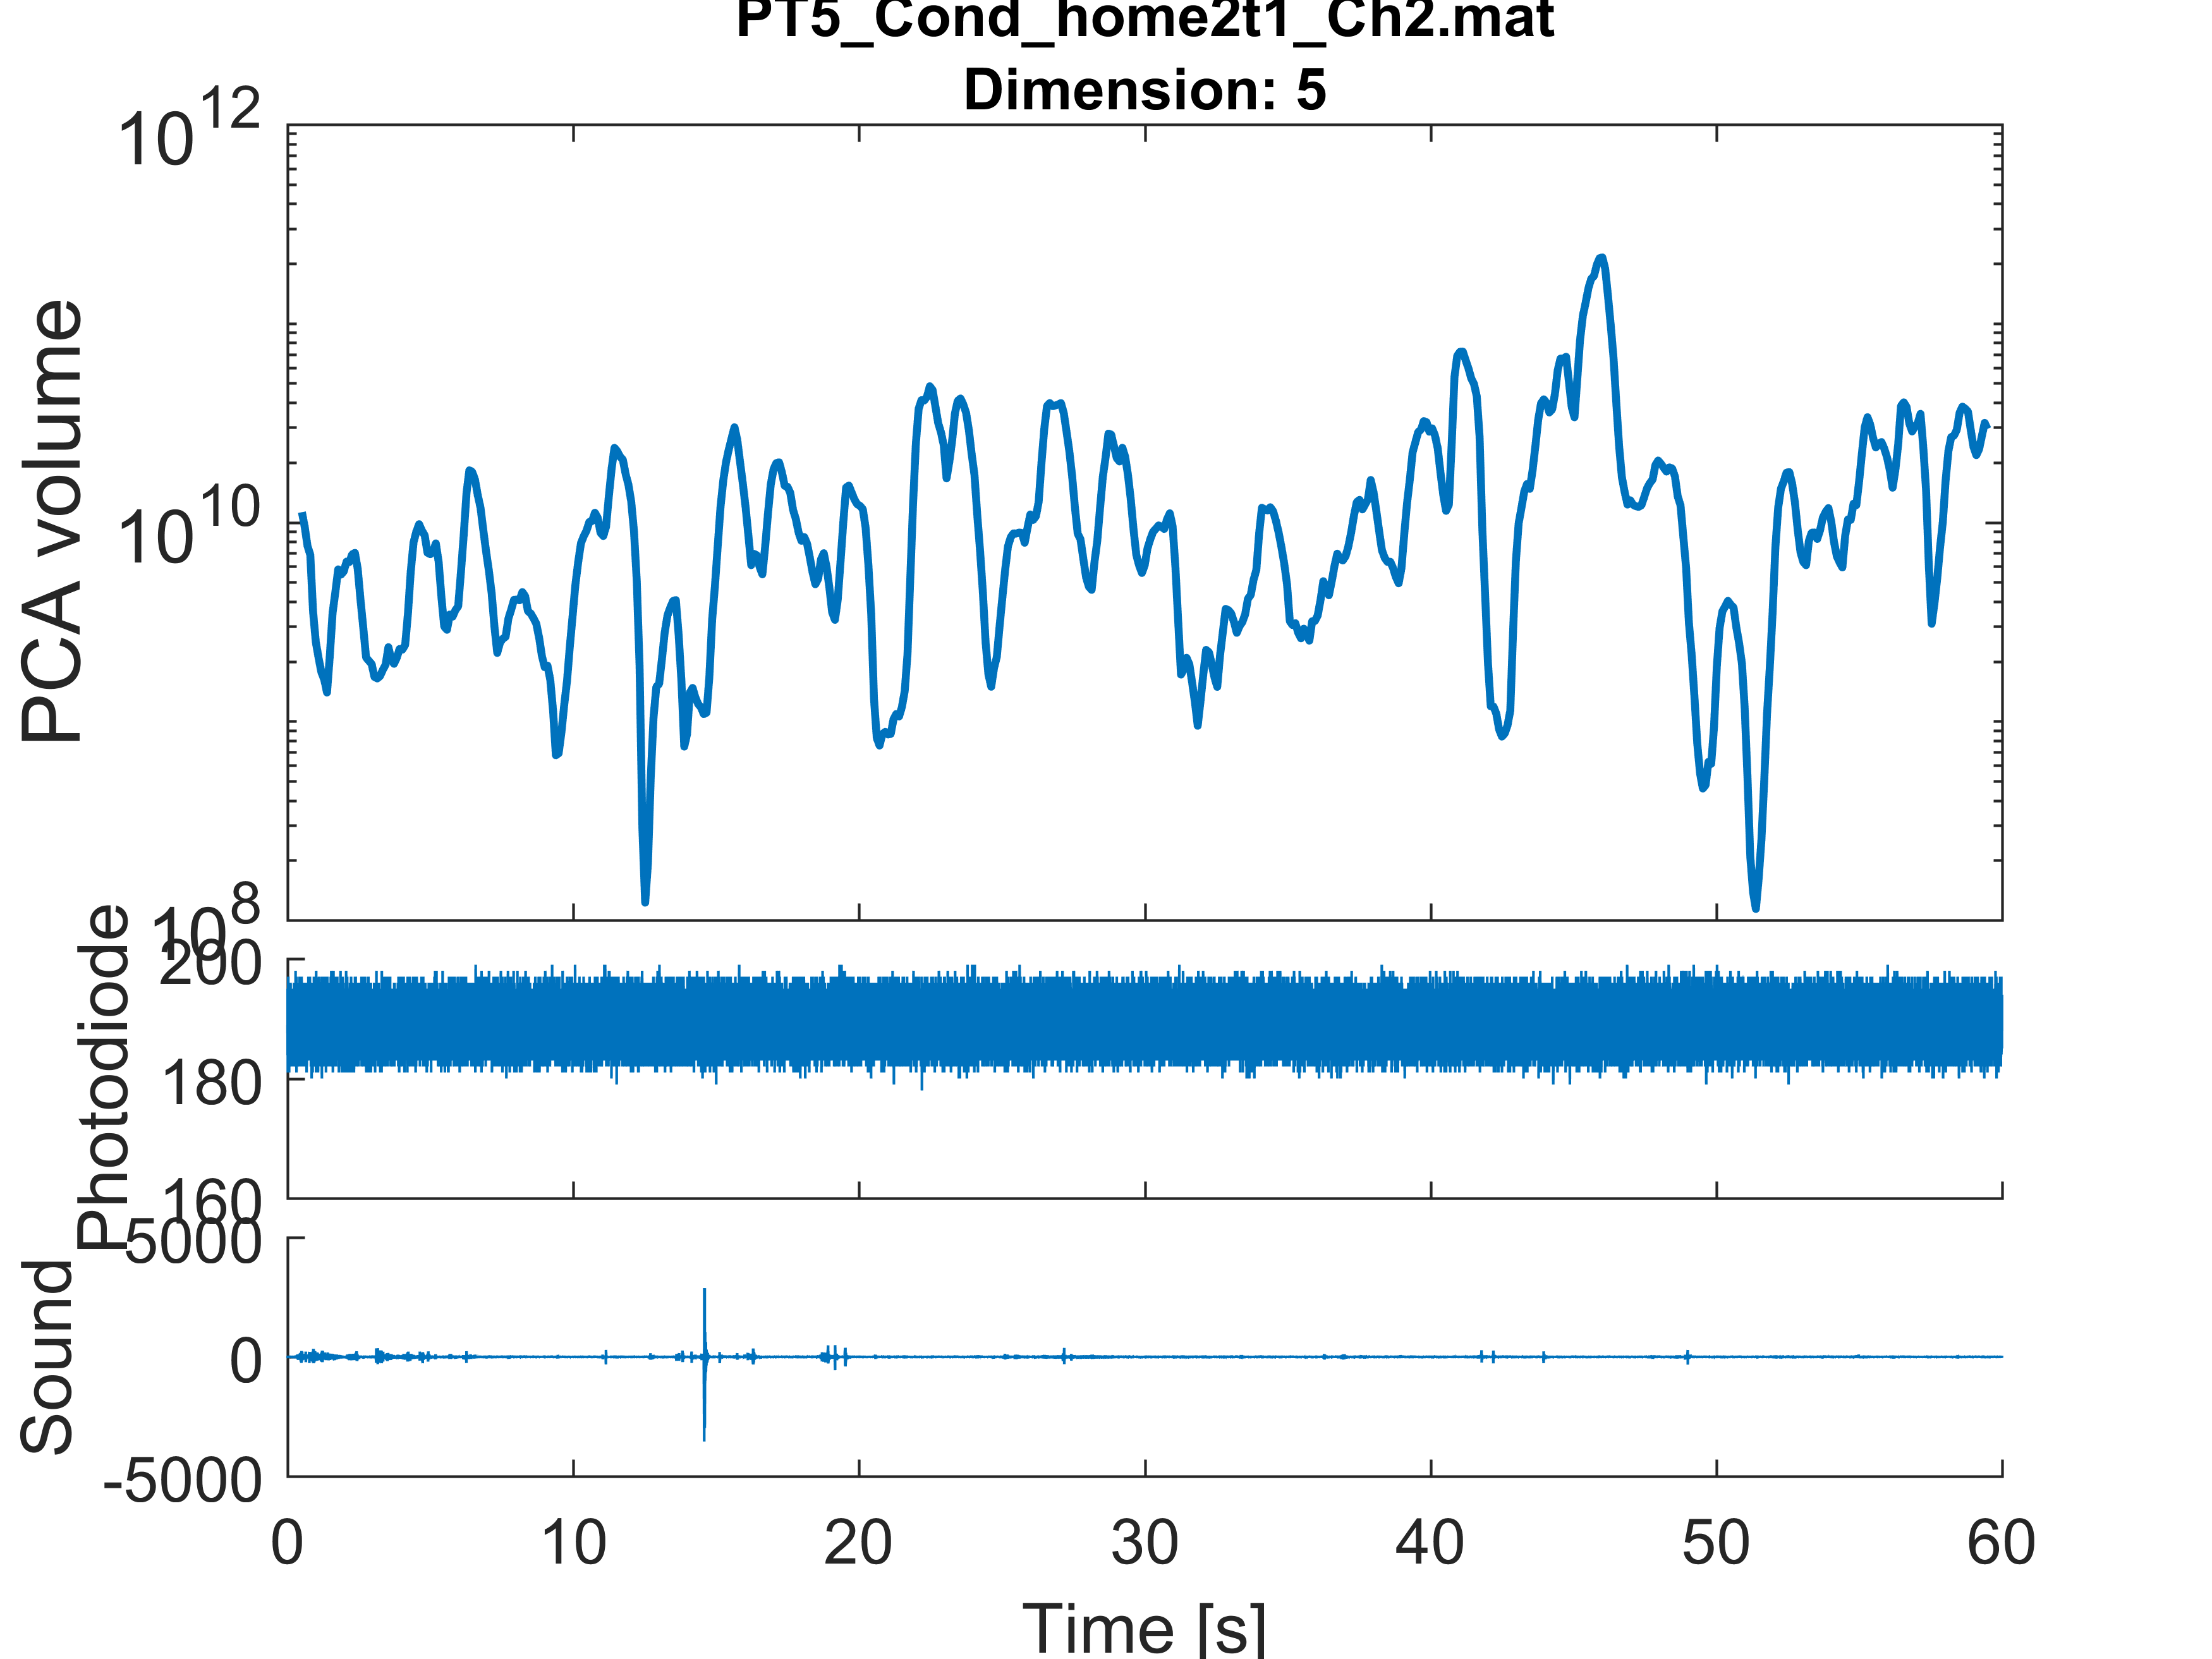 PT5_Cond_home2t1_Ch2.mat
Dimension: 5
10^12
10^10
10^8
PCA volume
200
180
160
Photodiode
5000
0
-5000
Sound
0 10 20 30 40 50 60
Time [s]